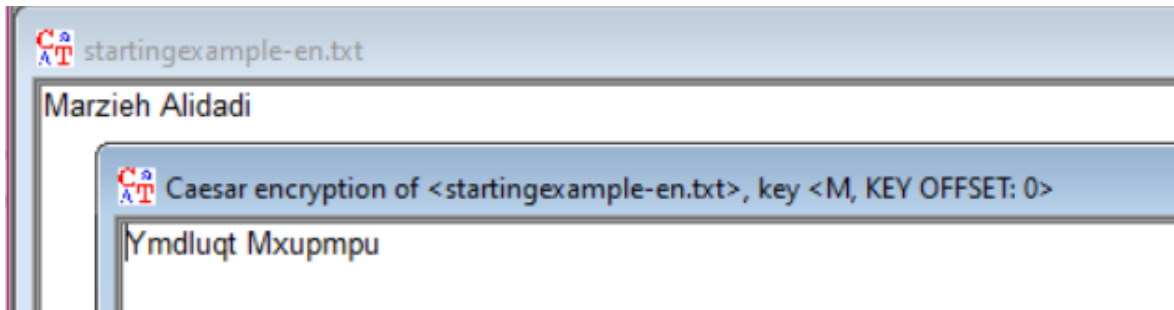 startingexample-en.txt
Marzieh Alidadi
Caesar encryption of <startingexample-en.txt>, key <M, KEY OFFSET: 0>
Ymdluqt Mxupmpu